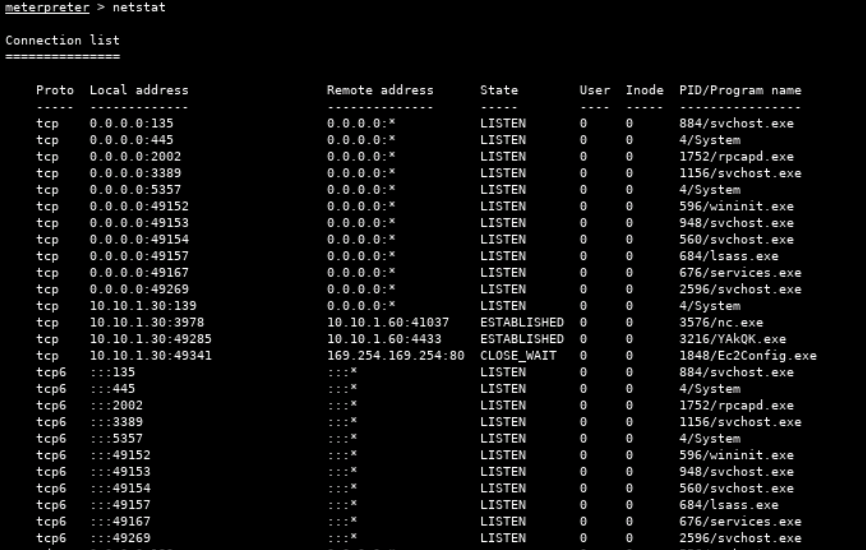 meterpreter > netstat
Connection list
===============
Proto Local address Remote address State User Inode PID/Program name
----- ------------- -------------- ----- ---- ----- ----------------
tcp 0.0.0.0:135 0.0.0.0:* LISTEN 0 0 884/svchost.exe
tcp 0.0.0.0:445 0.0.0.0:* LISTEN 0 0 4/System
tcp 0.0.0.0:2002 0.0.0.0:* LISTEN 0 0 1752/rpcapd.exe
tcp 0.0.0.0:3389 0.0.0.0:* LISTEN 0 0 1156/svchost.exe
tcp 0.0.0.0:5357 0.0.0.0:* LISTEN 0 0 4/System
tcp 0.0.0.0:49152 0.0.0.0:* LISTEN 0 0 596/wininit.exe
tcp 0.0.0.0:49153 0.0.0.0:* LISTEN 0 0 948/svchost.exe
tcp 0.0.0.0:49154 0.0.0.0:* LISTEN 0 0 560/svchost.exe
tcp 0.0.0.0:49157 0.0.0.0:* LISTEN 0 0 684/lsass.exe
tcp 0.0.0.0:49167 0.0.0.0:* LISTEN 0 0 676/services.exe
tcp 0.0.0.0:49269 0.0.0.0:* LISTEN 0 0 2596/svchost.exe
tcp 10.10.1.30:139 0.0.0.0:* LISTEN 0 0 4/System
tcp 10.10.1.30:3978 10.10.1.60:41037 ESTABLISHED 0 0 3576/nc.exe
tcp 10.10.1.30:49285 10.10.1.60:4433 ESTABLISHED 0 0 3216/YAkQK.exe
tcp 10.10.1.30:49341 169.254.169.254:80 CLOSE_WAIT 0 0 1848/Ec2Config.exe
tcp6 :::135 :::* LISTEN 0 0 884/svchost.exe
tcp6 :::445 :::* LISTEN 0 0 4/System
tcp6 :::2002 :::* LISTEN 0 0 1752/rpcapd.exe
tcp6 :::3389 :::* LISTEN 0 0 1156/svchost.exe
tcp6 :::5357 :::* LISTEN 0 0 4/System
tcp6 :::49152 :::* LISTEN 0 0 596/wininit.exe
tcp6 :::49153 :::* LISTEN 0 0 948/svchost.exe
tcp6 :::49154 :::* LISTEN 0 0 560/svchost.exe
tcp6 :::49157 :::* LISTEN 0 0 684/lsass.exe
tcp6 :::49167 :::* LISTEN 0 0 676/services.exe
tcp6 :::49269 :::* LISTEN 0 0 2596/svchost.exe